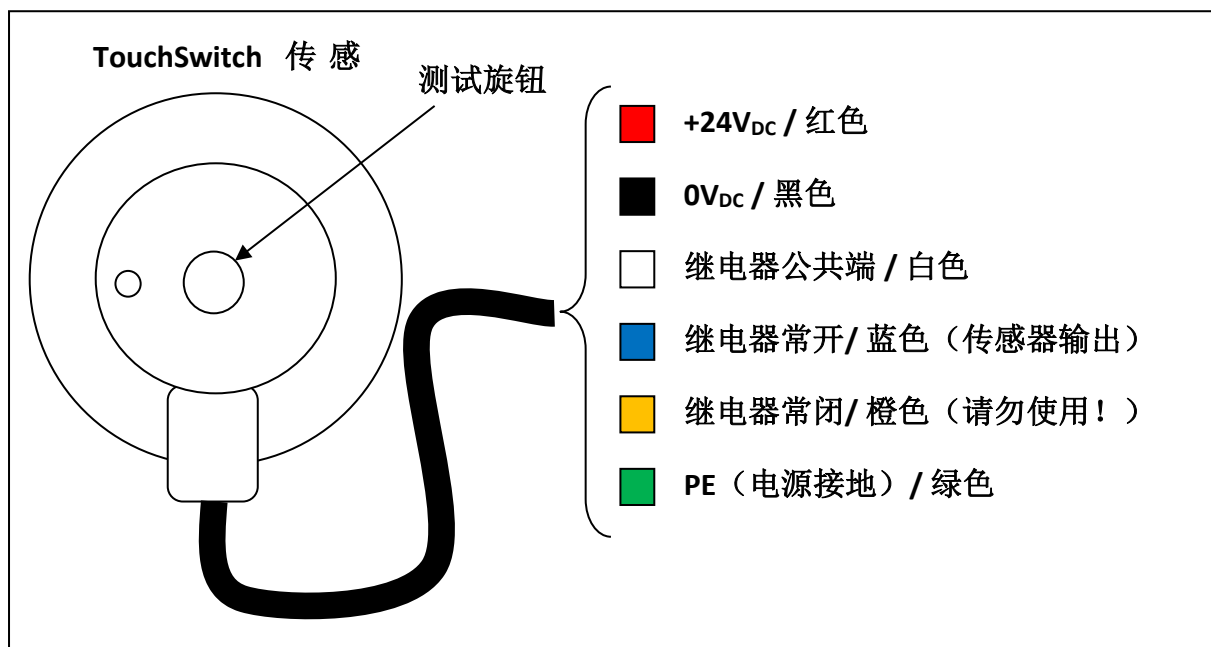 TouchSwitch 传 感
测试旋钮
+24VDC / 红色
0VDC / 黑色
继电器公共端 / 白色
继电器常开/ 蓝色（传感器输出）
继电器常闭/ 橙色（请勿使用！）
PE（电源接地）/ 绿色